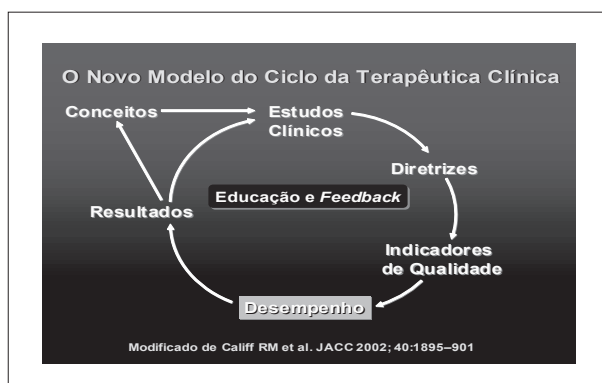 O Novo Modelo do Ciclo da Terapêutica Clínica
Conceitos
Estudos
Clínicos
Diretrizes
Educação e Feedback
Resultados
Indicadores
de Qualidade
Desempenho
Modificado de Califf RM et al. JACC 2002; 40:1895–901